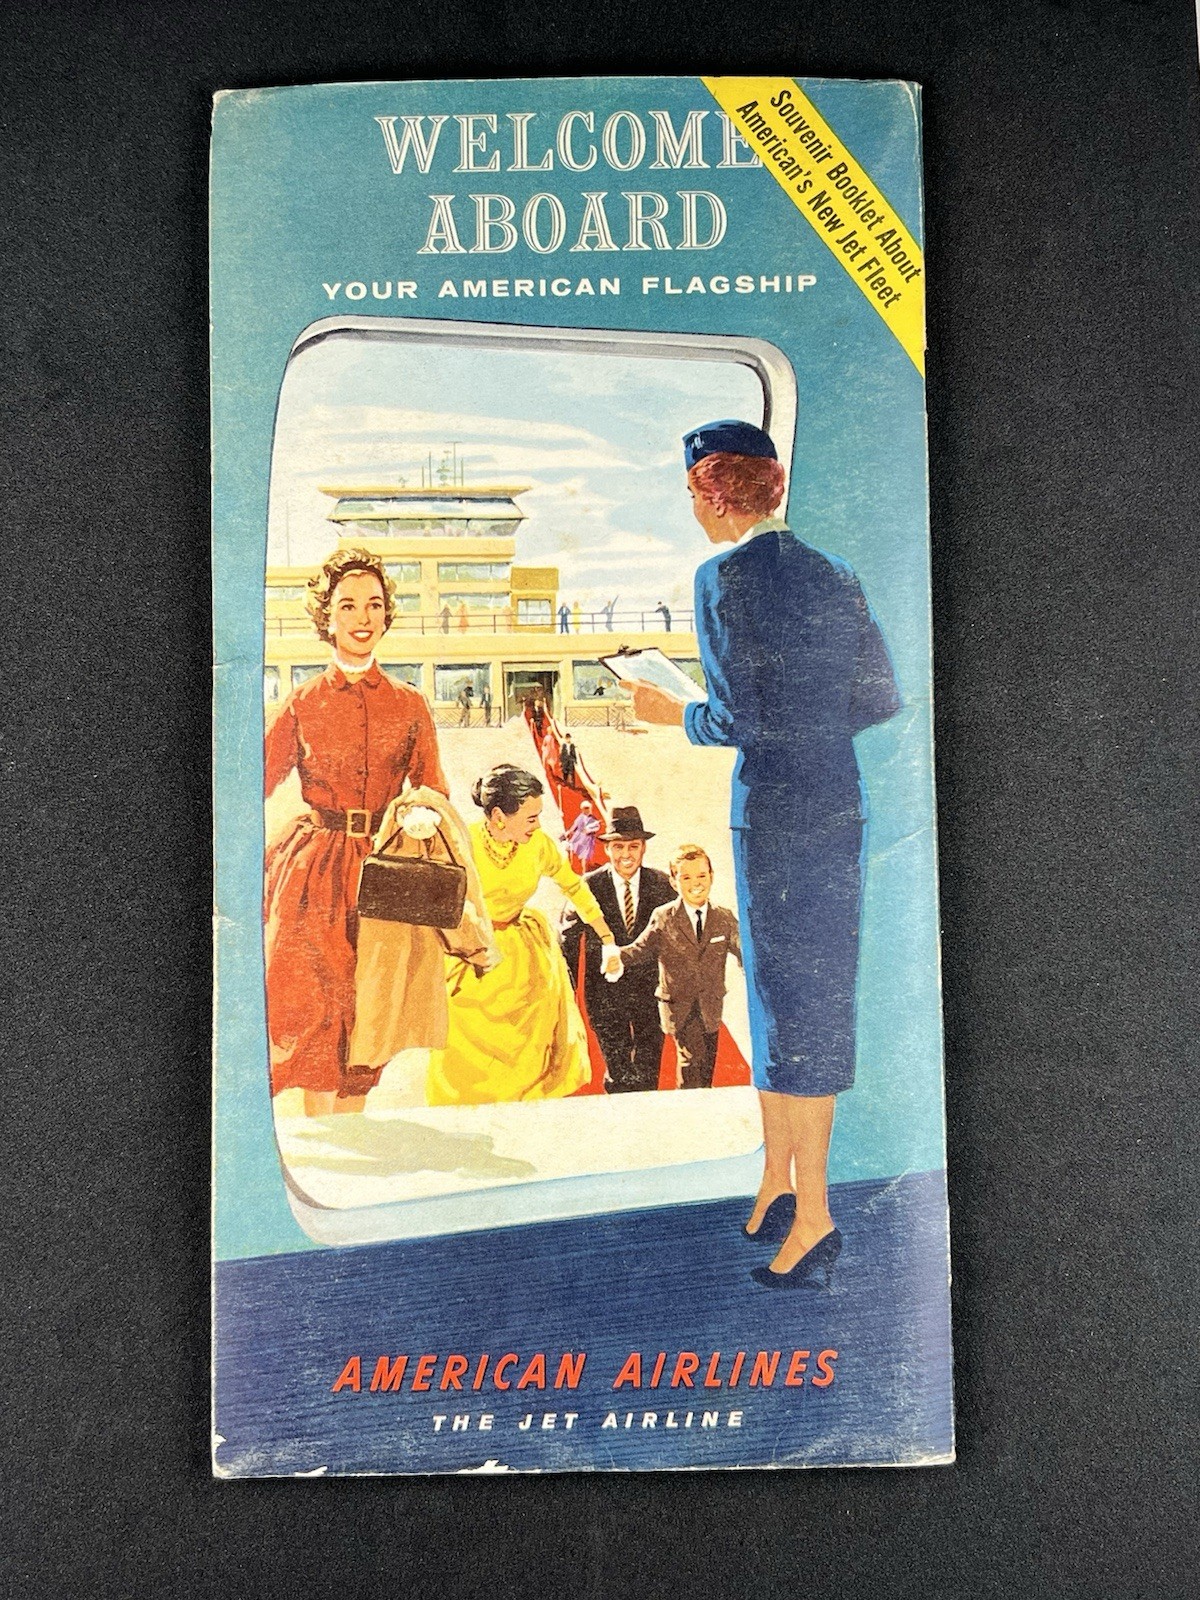 WELCOME
ABOARD
YOUR AMERICAN FLAGSHIP
Souvenir Booklet About
American's New Jet Fleet
AMERICAN AIRLINES
THE JET AIRLINE